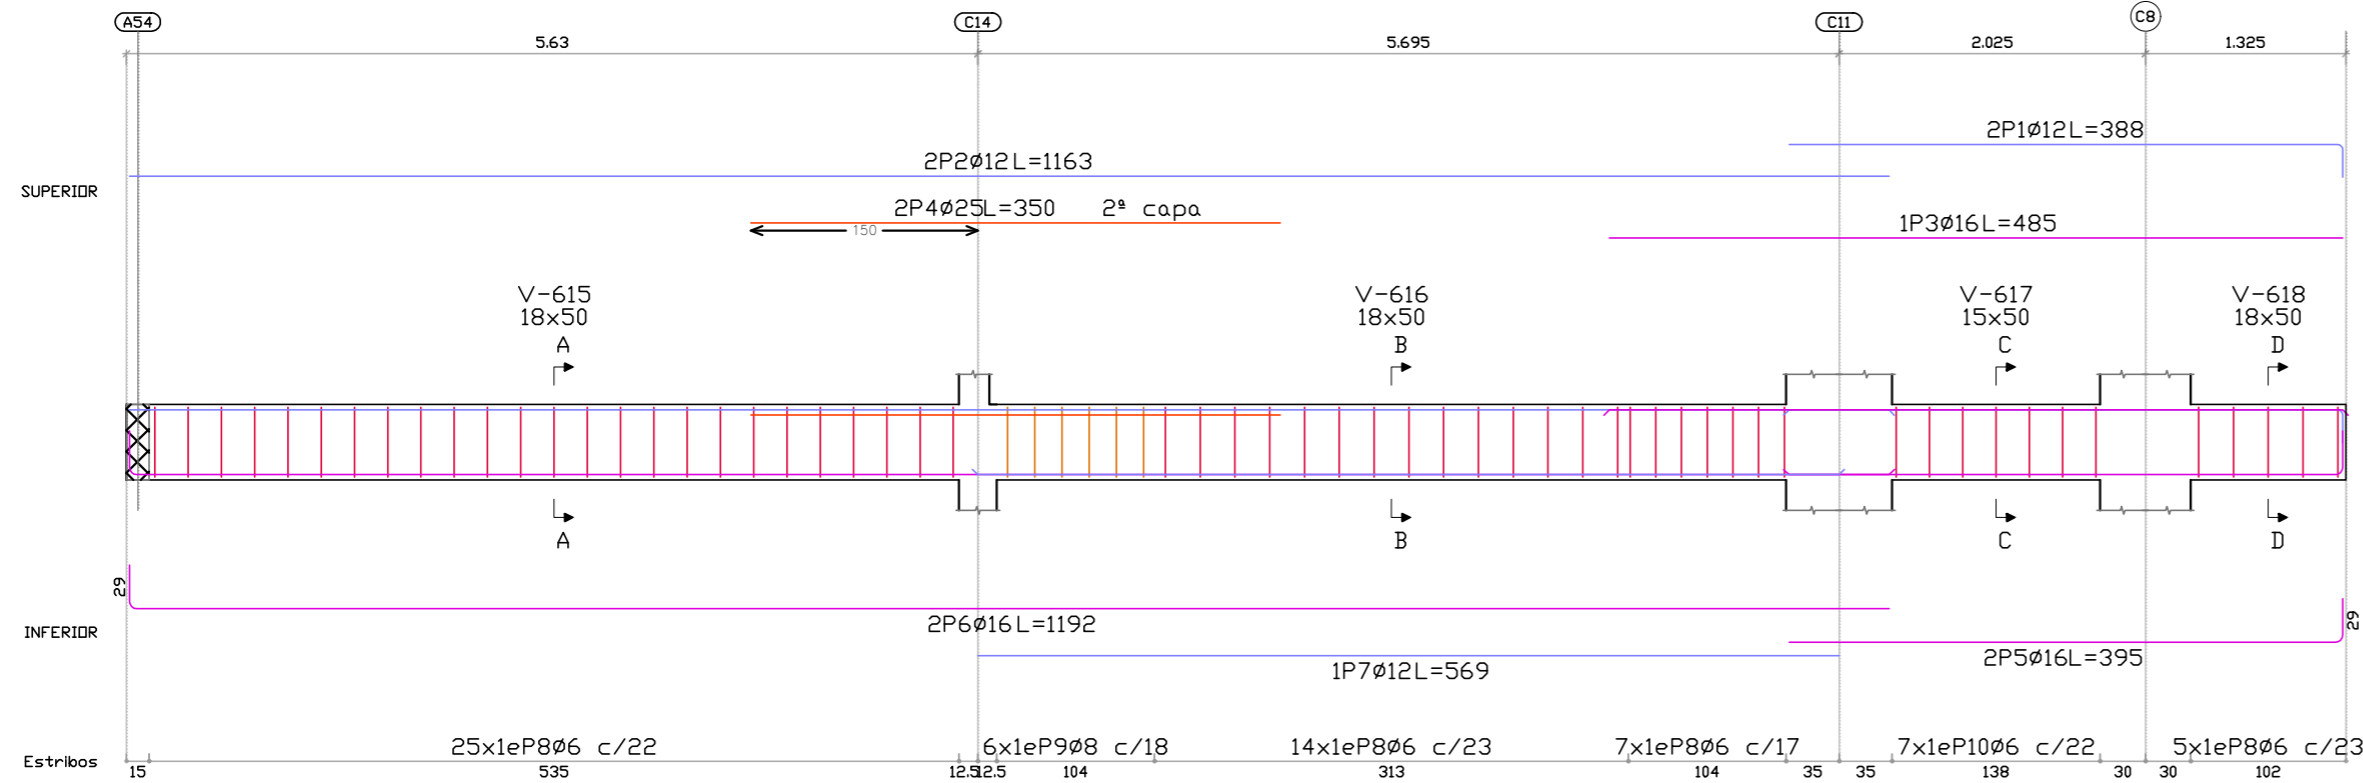 A54 C14 C11 C8
5.63 5.695 2.025 1.325
2P1ø12L=388
2P2ø12L=1163
SUPERIOR
2P4ø25L=350 2ª capa
150
1P3ø16L=485
V-615 V-616 V-617 V-618
18x50 18x50 15x50 18x50
A B C D
A B C D
29
29
2P6ø16L=1192
INFERIOR
2P5ø16L=395
1P7ø12L=569
Estribos 25x1eP8ø6 c/22 6x1eP9ø8 c/18 14x1eP8ø6 c/23 7x1eP8ø6 c/17 7x1eP10ø6 c/22 5x1eP8ø6 c/23
15 535 12.5 12.5 104 313 104 35 35 138 30 30 102